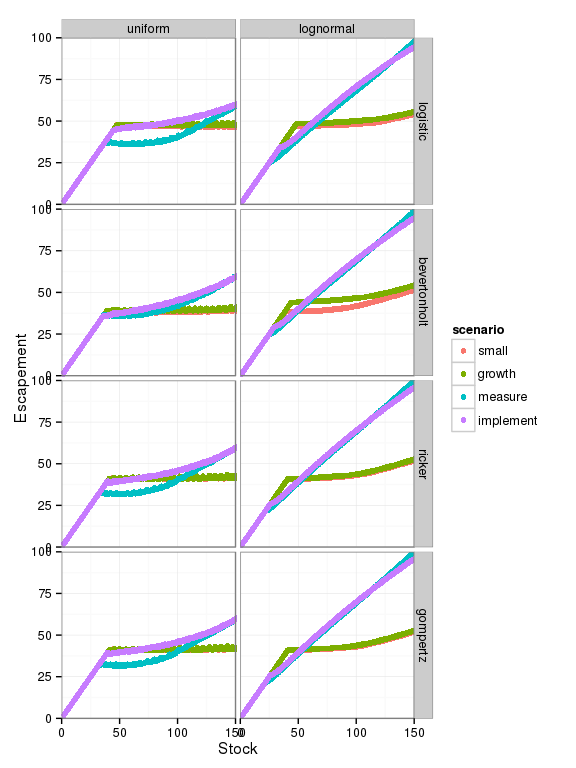 uniform
lognormal
100
75
50
25
0
logistic
100
75
50
25
0
bevertonholt
100
75
50
25
0
ricker
100
75
50
25
0
gompertz
0 50 100 150
0 50 100 150
Stock
Escapement
scenario
small
growth
measure
implement